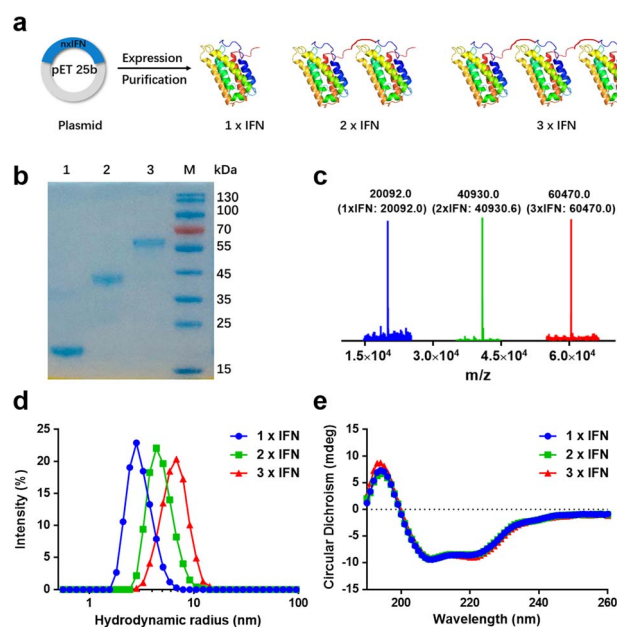 a
nxIFN
pET 25b
Plasmid
Expression
Purification
1 x IFN
2 x IFN
3 x IFN
b
1 2 3 M kDa
130
100
70
55
45
35
25
15
c
20092.0 40930.0 60470.0
(1xIFN: 20092.0) (2xIFN: 40930.6) (3xIFN: 60470.0)
1.5×10⁴ 3.0×10⁴ 4.5×10⁴ 6.0×10⁴
m/z
d
Intensity (%)
25
20
15
10
5
0
1 x IFN
2 x IFN
3 x IFN
1 10 100
Hydrodynamic radius (nm)
e
Circular Dichroism (mdeg)
15
10
5
0
-5
-10
-15
1 x IFN
2 x IFN
3 x IFN
200 220 240 260
Wavelength (nm)